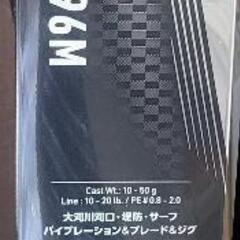 96M
Cast Wt.: 10 - 50 g
Line : 10 - 20 lb. / PE#0.8 - 2.0
大河川河口・堤防・サーフ
バイブレーション&ブレード&ジグ